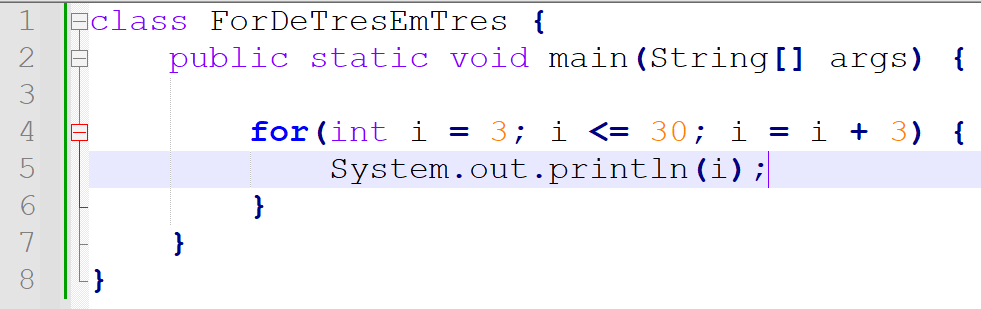 1 class ForDeTresEmTres {
2 public static void main(String[] args) {
3
4 for(int i = 3; i <= 30; i = i + 3) {
5 System.out.println(i);
6 }
7 }
8 }